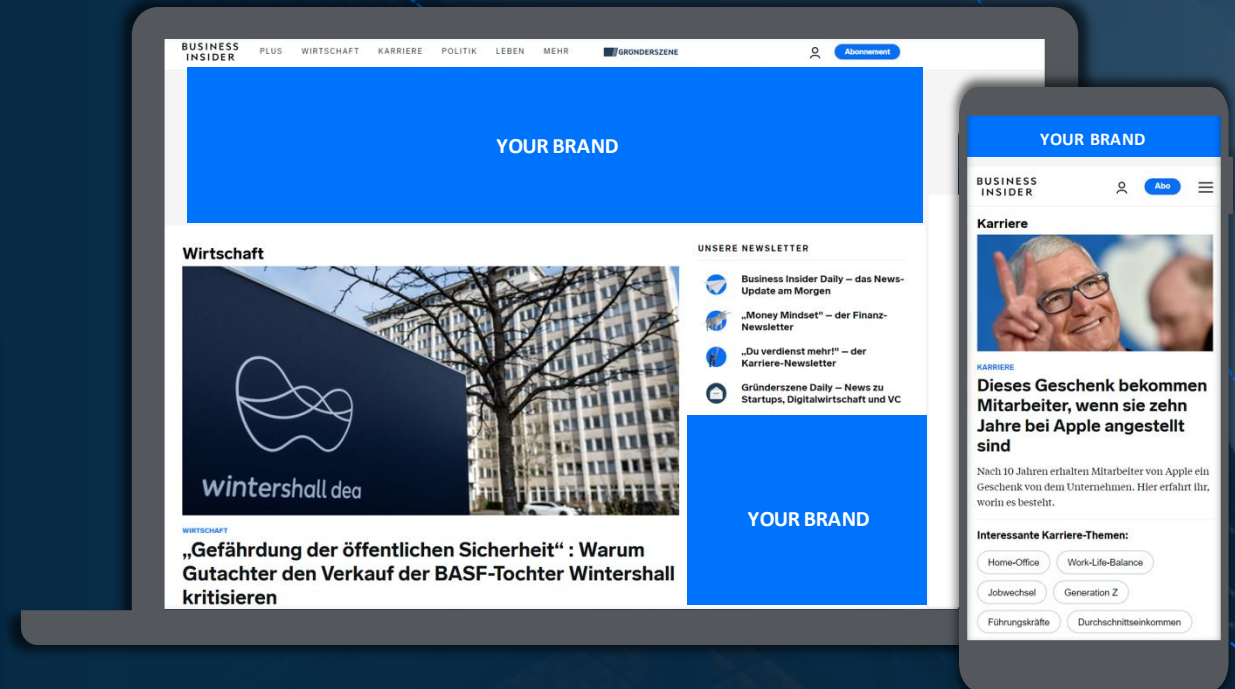 BUSINESS
INSIDER
PLUS WIRTSCHAFT KARRIERE POLITIK LEBEN MEHR GRÜNDERSZENE Abonnement
YOUR BRAND
Wirtschaft
wintershall dea
WIRTSCHAFT
„Gefährdung der öffentlichen Sicherheit“ : Warum
Gutachter den Verkauf der BASF-Tochter Wintershall
kritisieren
UNSERE NEWSLETTER
Business Insider Daily – das News-
Update am Morgen
„Money Mindset" – der Finanz-
Newsletter
„Du verdienst mehr!" – der
Karriere-Newsletter
Gründerszene Daily – News zu
Startups, Digitalwirtschaft und VC
YOUR BRAND
YOUR BRAND
BUSINESS
INSIDER
Abo
Karriere
KARRIERE
Dieses Geschenk bekommen
Mitarbeiter, wenn sie zehn
Jahre bei Apple angestellt
sind
Nach 10 Jahren erhalten Mitarbeiter von Apple ein
Geschenk von dem Unternehmen. Hier erfahrt ihr,
worin es besteht.
Interessante Karriere-Themen:
Home-Office Work-Life-Balance
Jobwechsel Generation Z
Führungskräfte Durchschnittseinkommen